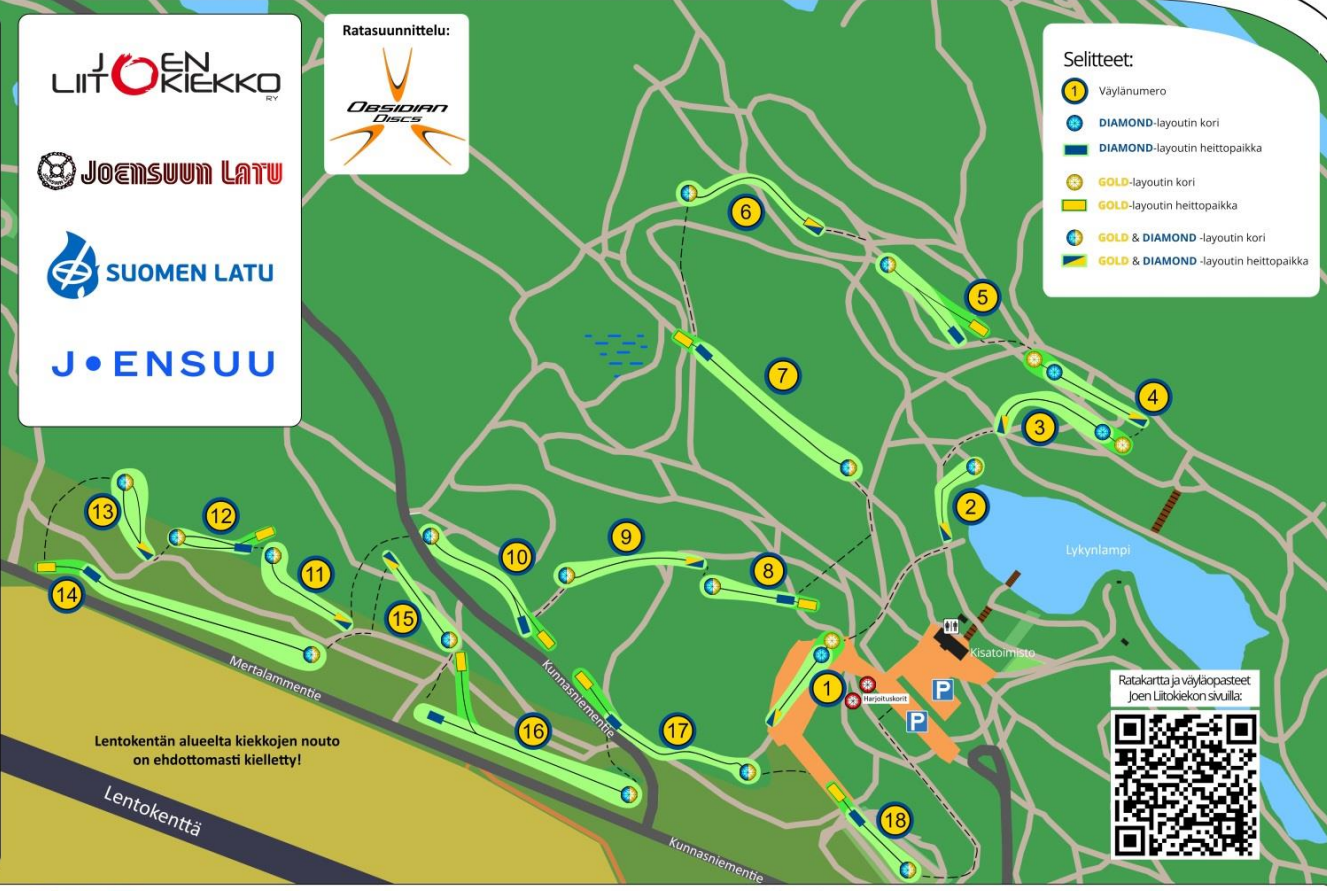 JOEN
LIITOKIEKKO
RY
JOENSUUN LATU
SUOMEN LATU
JOENSUU
Ratasuunnittelu:
OBSIDIAN
DISCS
Selitteet:
1 Väylänumero
DIAMOND-layoutin kori
DIAMOND-layoutin heittopaikka
GOLD-layoutin kori
GOLD-layoutin heittopaikka
GOLD & DIAMOND -layoutin kori
GOLD & DIAMOND -layoutin heittopaikka
6
5
7
4
3
2
13
12
11
10
9
8
14
15
16
17
1
18
Lykynlampi
Kisatoimisto
Harjoituskorit
P
P
Mertalammentie
Kunnasniementie
Kunnasniementie
Lentokentän alueelta kiekkojen nouto
on ehdottomasti kielletty!
Lentokenttä
Ratakartta ja väyläopasteet
Joen Liitokiekon sivuilla: